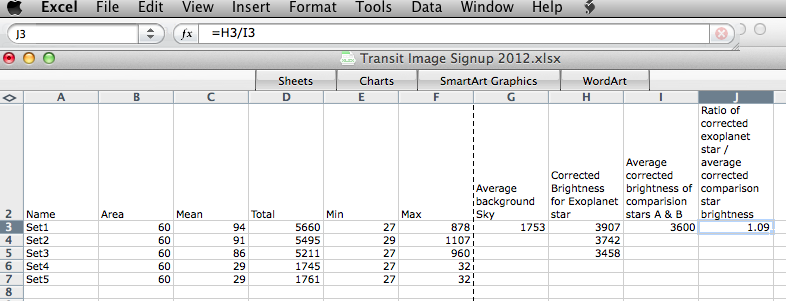 Excel File Edit View Insert Format Tools Data Window Help
J3 fx =H3/I3
Transit Image Signup 2012.xlsx
Sheets Charts SmartArt Graphics WordArt
A B C D E F G H I J
Ratio of
corrected
exoplanet
star /
average
corrected
comparison
star
brightness
Average
corrected
brightness of
comparision
stars A & B
Corrected
Brightness
for Exoplanet
star
Average
background
Sky
2 Name Area Mean Total Min Max
3 Set1 60 94 5660 27 878 1753 3907 3600 1.09
4 Set2 60 91 5495 29 1107 3742
5 Set3 60 86 5211 27 960 3458
6 Set4 60 29 1745 27 32
7 Set5 60 29 1761 27 32
8